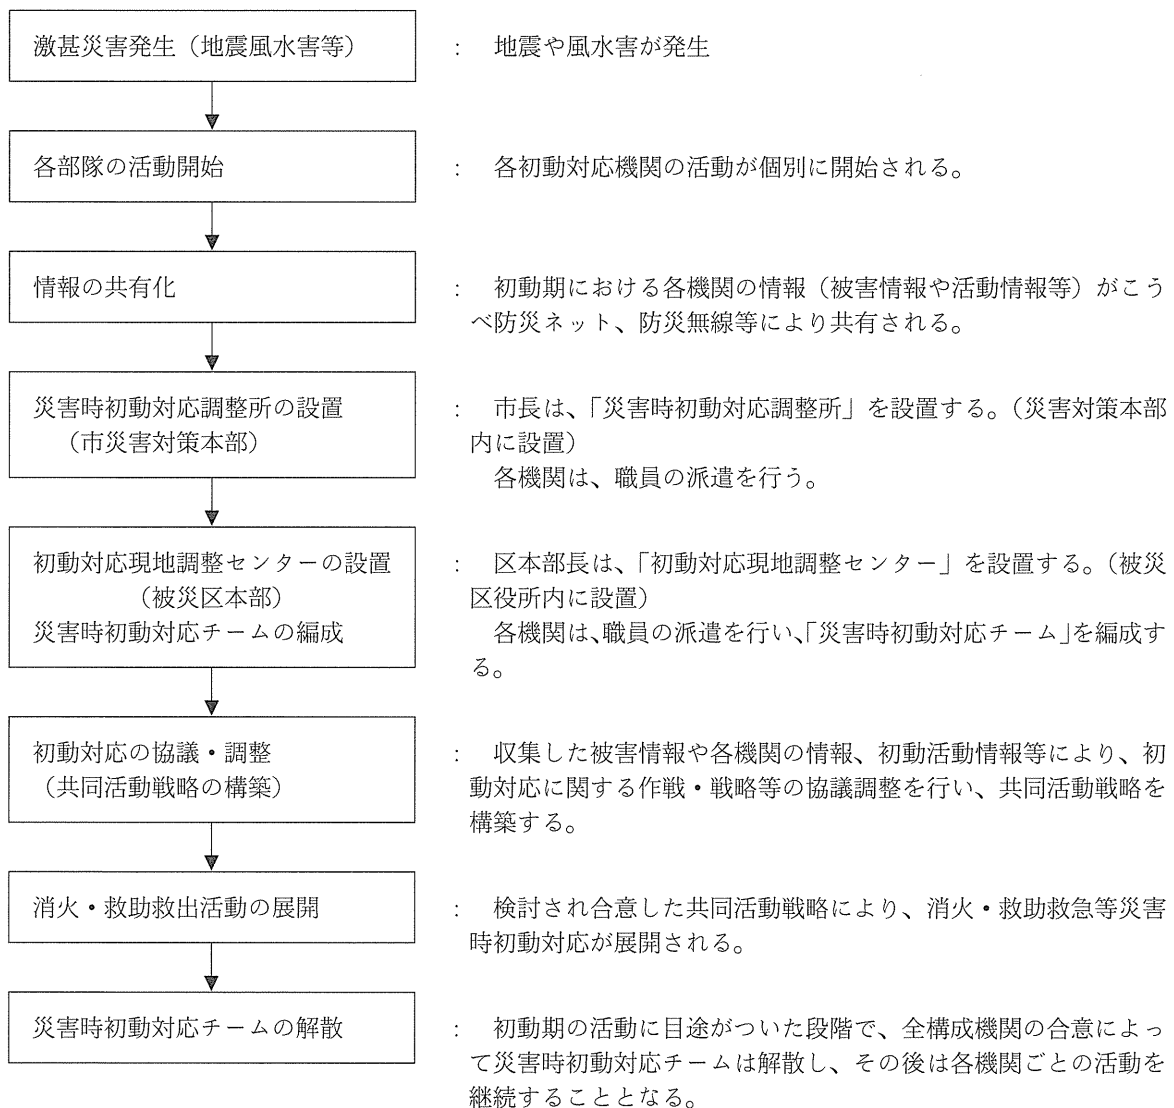 激甚災害発生（地震風水害等）
： 地震や風水害が発生
各部隊の活動開始
： 各初動対応機関の活動が個別に開始される。
情報の共有化
： 初動期における各機関の情報（被害情報や活動情報等）がこう
べ防災ネット、防災無線等により共有される。
災害時初動対応調整所の設置
（市災害対策本部）
： 市長は、「災害時初動対応調整所」を設置する。（災害対策本部
内に設置）
各機関は、職員の派遣を行う。
初動対応現地調整センターの設置
（被災区本部）
災害時初動対応チームの編成
： 区本部長は、「初動対応現地調整センター」を設置する。（被災
区役所内に設置）
各機関は、職員の派遣を行い、「災害時初動対応チーム」を編成す
る。
初動対応の協議・調整
（共同活動戦略の構築）
： 収集した被害情報や各機関の情報、初動活動情報等により、初
動対応に関する作戦・戦略等の協議調整を行い、共同活動戦略を
構築する。
消火・救助救出活動の展開
： 検討され合意した共同活動戦略により、消火・救助救急等災害
時初動対応が展開される。
災害時初動対応チームの解散
： 初動期の活動に目途がついた段階で、全構成機関の合意によっ
て災害時初動対応チームは解散し、その後は各機関ごとの活動を
継続することとなる。